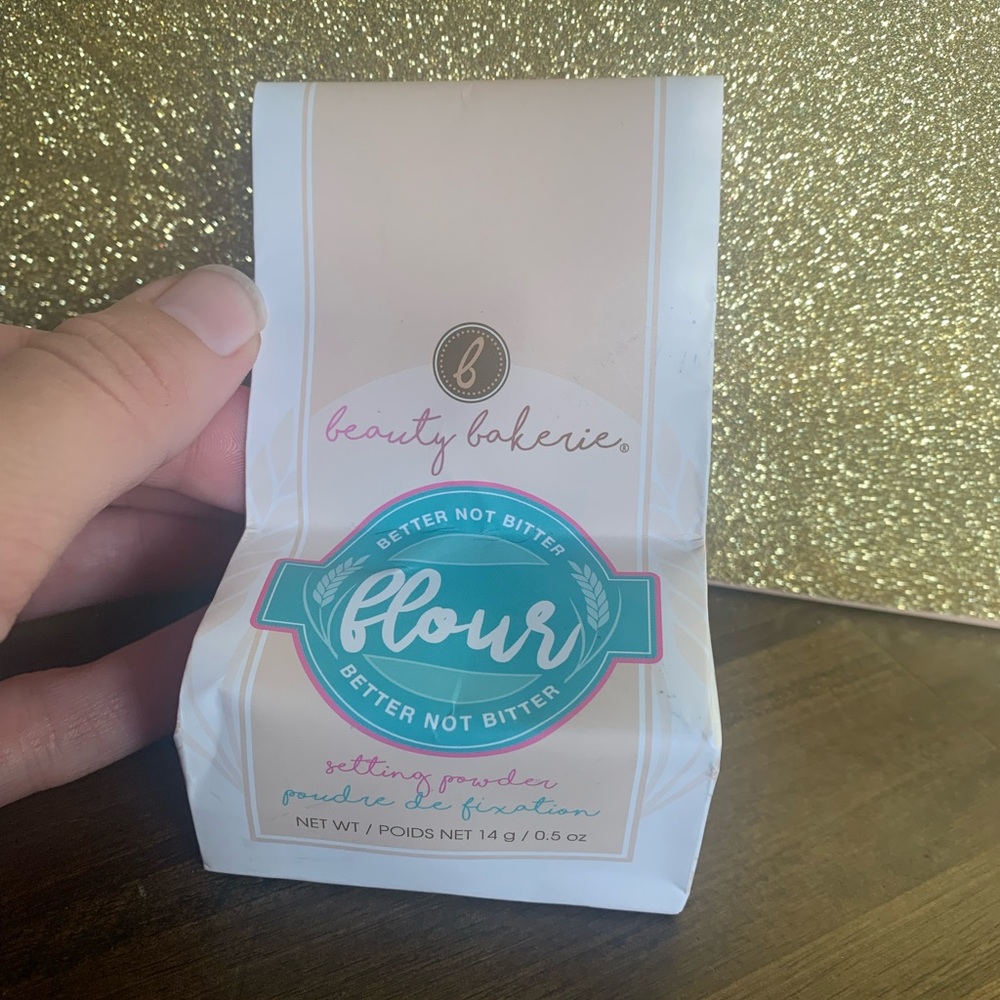 b
beauty bakerie®
BETTER NOT BITTER
flour
BETTER NOT BITTER
setting powder
poudre de fixation
NET WT / POIDS NET 14 g / 0.5 oz